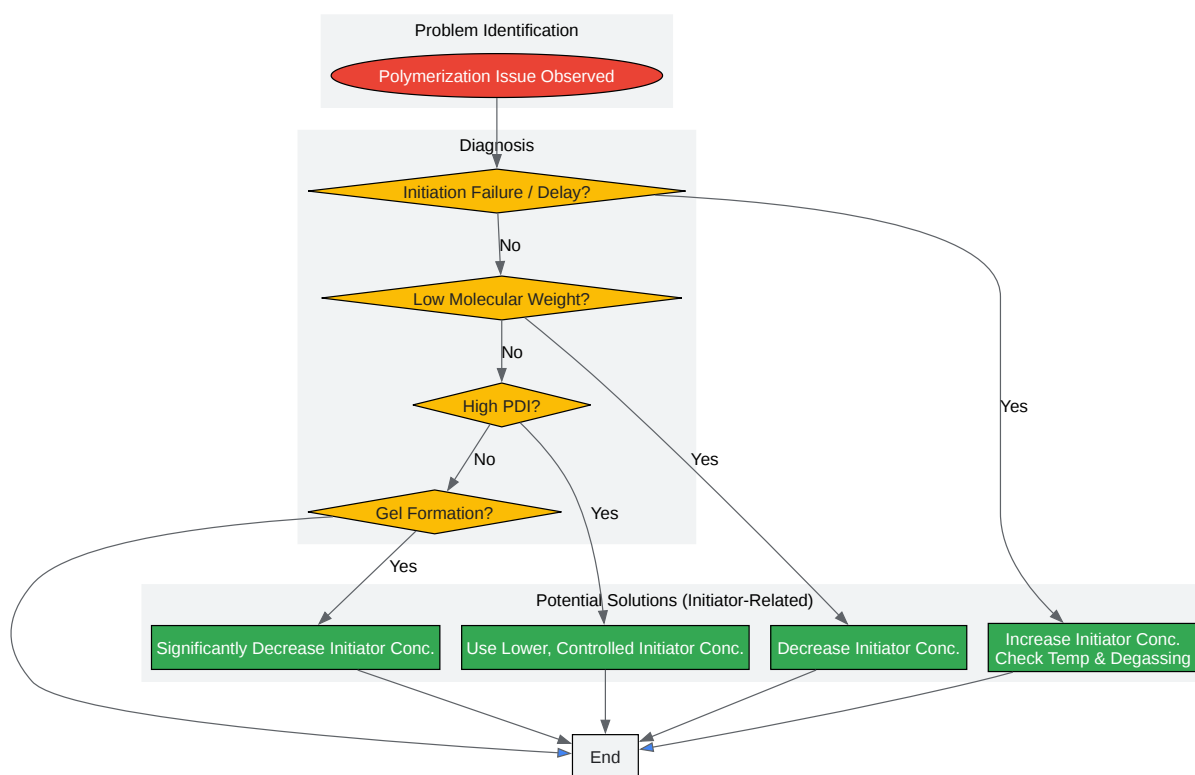 Problem Identification
Polymerization Issue Observed
Diagnosis
Initiation Failure / Delay?
No
Low Molecular Weight?
No
High PDI?
Yes
No
Yes
Gel Formation?
Yes
Yes
Potential Solutions (Initiator-Related)
Significantly Decrease Initiator Conc.
Use Lower, Controlled Initiator Conc.
Decrease Initiator Conc.
Increase Initiator Conc.
Check Temp & Degassing
End